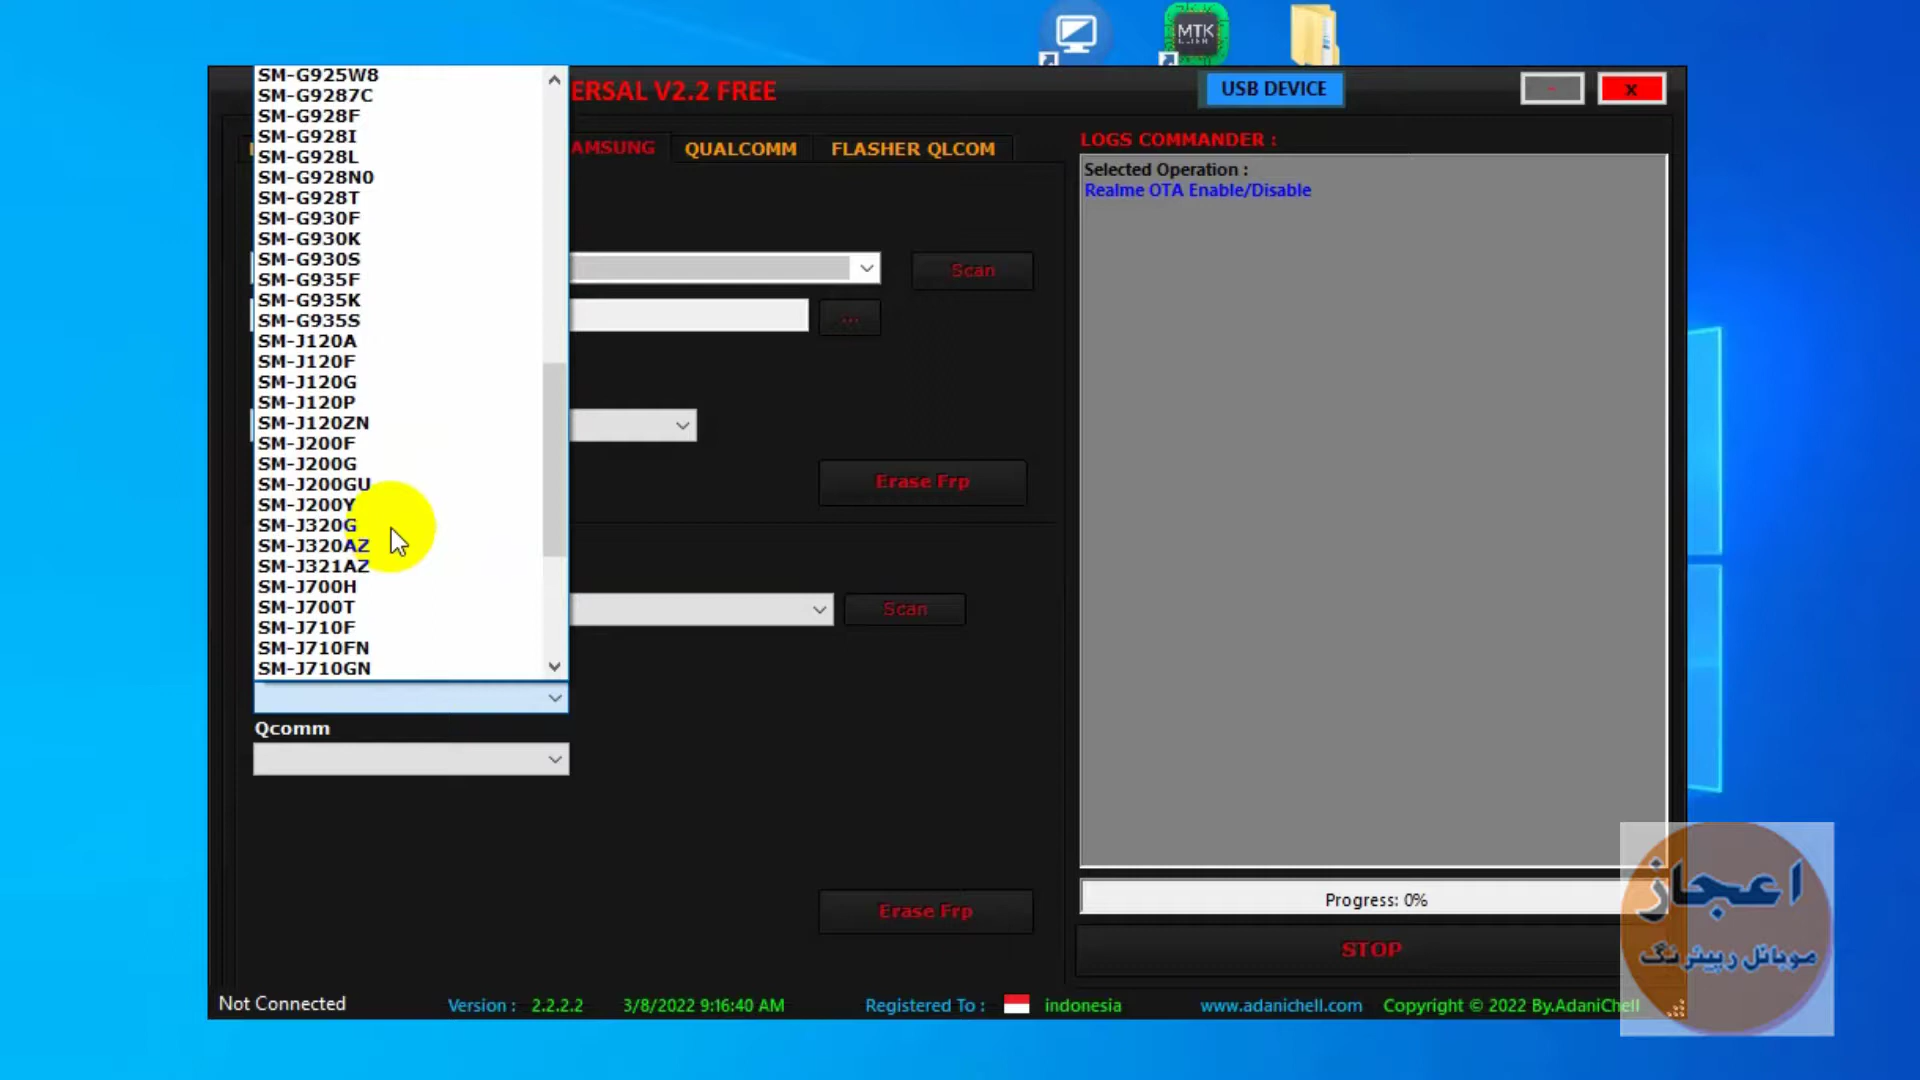 MTK
ERSAL V2.2 FREE
USB DEVICE
-
x
AMSUNG
QUALCOMM
FLASHER QLCOM
SM-G925W8
SM-G9287C
SM-G928F
SM-G928I
SM-G928L
SM-G928N0
SM-G928T
SM-G930F
SM-G930K
SM-G930S
SM-G935F
SM-G935K
SM-G935S
SM-J120A
SM-J120F
SM-J120G
SM-J120P
SM-J120ZN
SM-J200F
SM-J200G
SM-J200GU
SM-J200Y
SM-J320G
SM-J320AZ
SM-J321AZ
SM-J700H
SM-J700T
SM-J710F
SM-J710FN
SM-J710GN
Qcomm
Scan
...
Erase Frp
Scan
Erase Frp
LOGS COMMANDER :
Selected Operation :
Realme OTA Enable/Disable
Progress: 0%
STOP
اعجاز
موبائل رپیئرنگ
Not Connected
Version : 2.2.2.2
3/8/2022 9:16:40 AM
Registered To : indonesia
www.adanichell.com
Copyright © 2022 By.AdaniChell